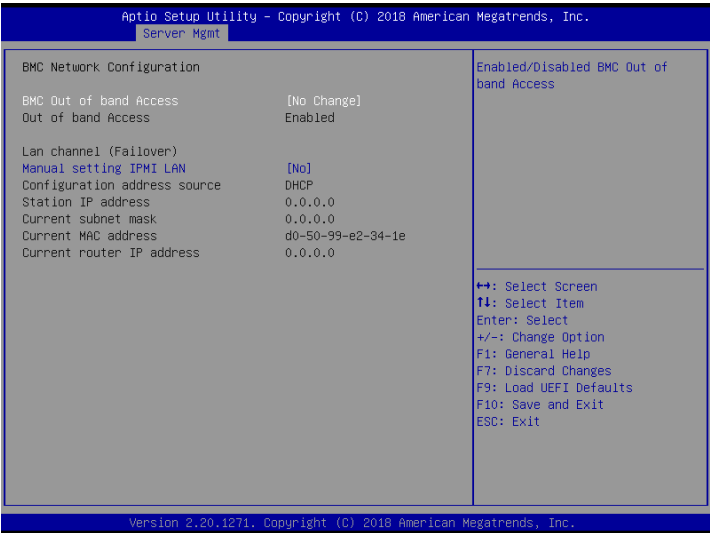 Aptio Setup Utility – Copyright (C) 2018 American Megatrends, Inc.
Server Mgmt
BMC Network Configuration
BMC Out of band Access [No Change]
Out of band Access Enabled
Lan channel (Failover)
Manual setting IPMI LAN [No]
Configuration address source DHCP
Station IP address 0.0.0.0
Current subnet mask 0.0.0.0
Current MAC address d0-50-99-e2-34-1e
Current router IP address 0.0.0.0
Enabled/Disabled BMC Out of
band Access
↔: Select Screen
↑↓: Select Item
Enter: Select
+/-: Change Option
F1: General Help
F7: Discard Changes
F9: Load UEFI Defaults
F10: Save and Exit
ESC: Exit
Version 2.20.1271. Copyright (C) 2018 American Megatrends, Inc.